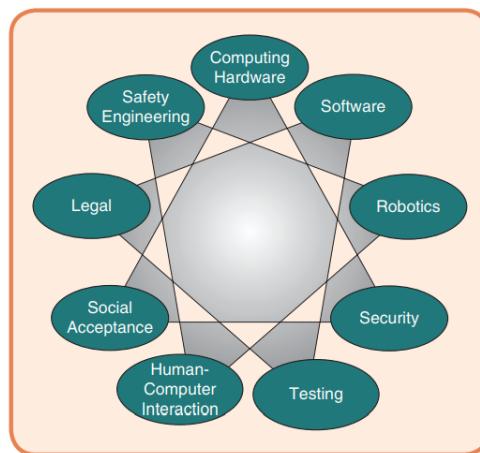 Computing
Hardware
Safety
Engineering
Software
Legal
Robotics
Social
Acceptance
Security
Human-
Computer
Interaction
Testing